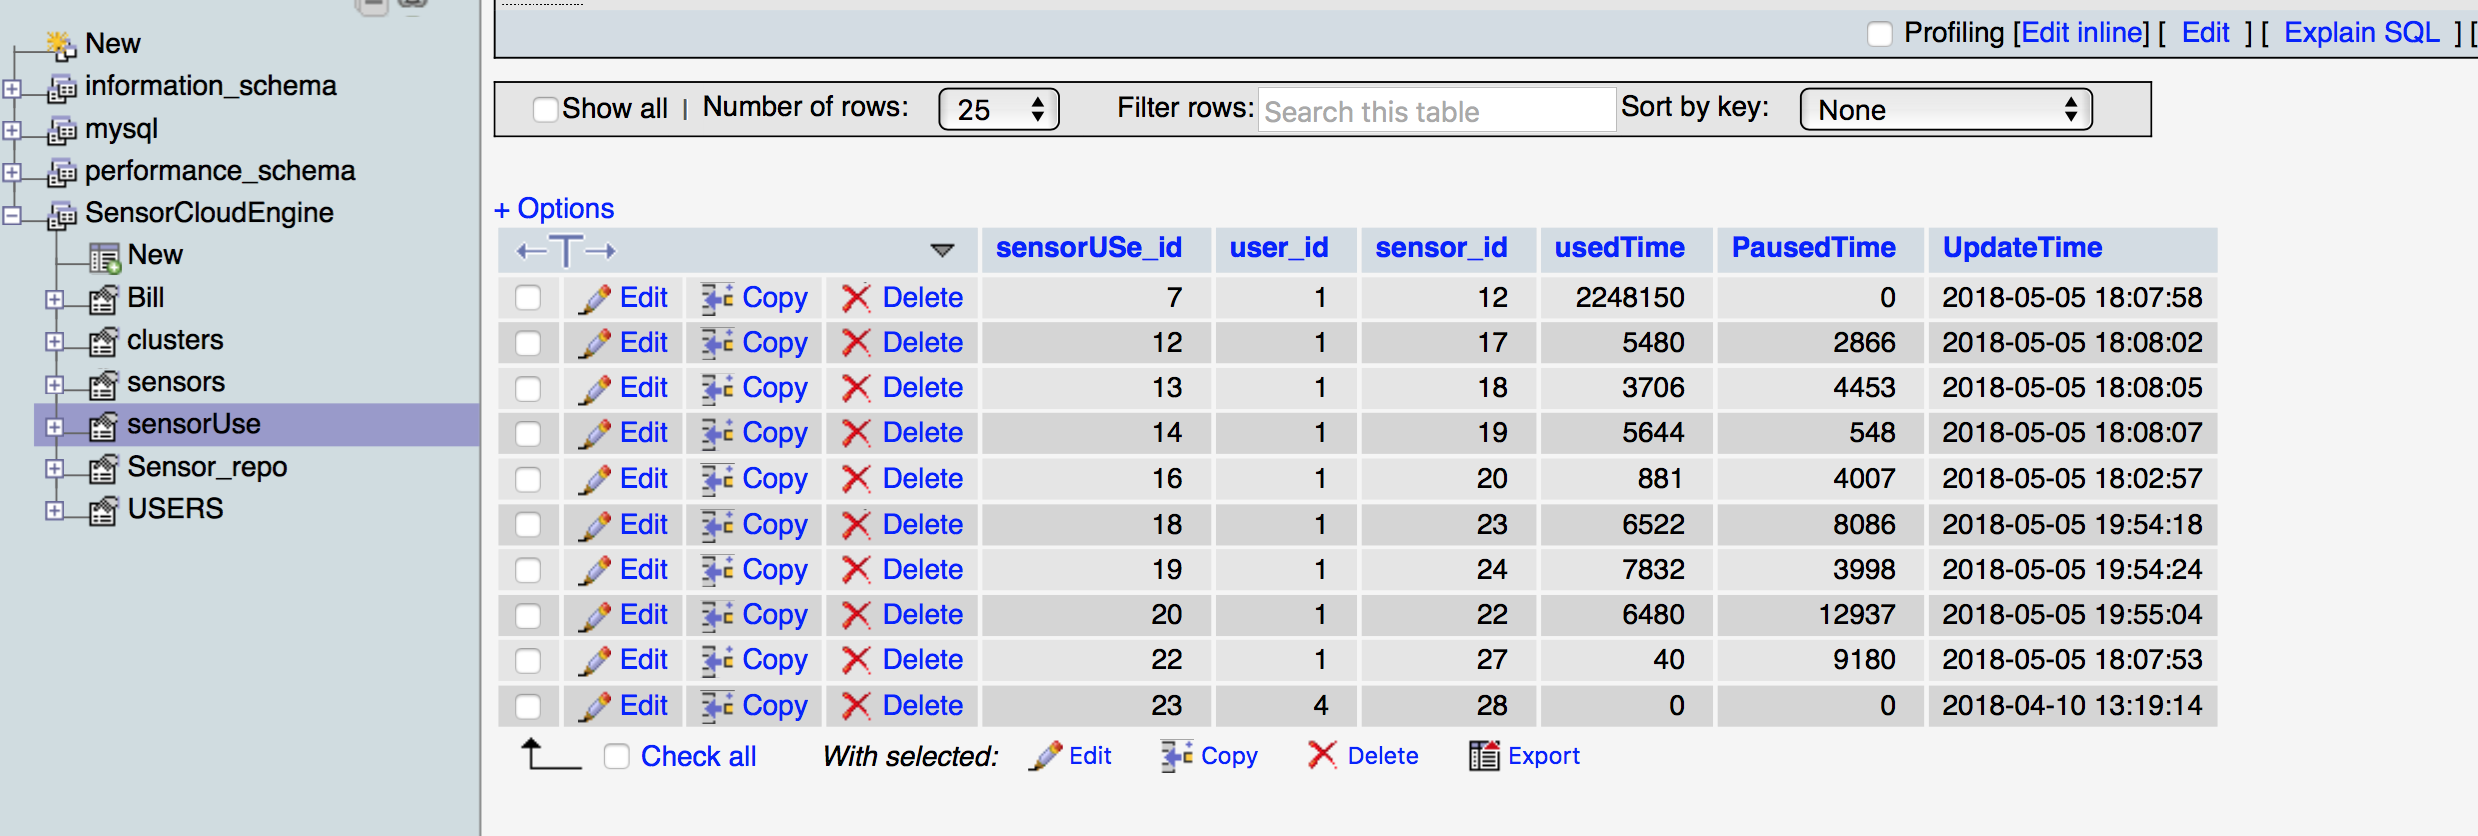 New
information_schema
mysql
performance_schema
SensorCloudEngine
New
Bill
clusters
sensors
sensorUse
Sensor_repo
USERS
Profiling [Edit inline] [ Edit ] [ Explain SQL ] [
Show all | Number of rows: 25 Filter rows: Search this table Sort by key: None
+ Options
sensorUSe_id user_id sensor_id usedTime PausedTime UpdateTime
Edit Copy Delete 7 1 12 2248150 0 2018-05-05 18:07:58
Edit Copy Delete 12 1 17 5480 2866 2018-05-05 18:08:02
Edit Copy Delete 13 1 18 3706 4453 2018-05-05 18:08:05
Edit Copy Delete 14 1 19 5644 548 2018-05-05 18:08:07
Edit Copy Delete 16 1 20 881 4007 2018-05-05 18:02:57
Edit Copy Delete 18 1 23 6522 8086 2018-05-05 19:54:18
Edit Copy Delete 19 1 24 7832 3998 2018-05-05 19:54:24
Edit Copy Delete 20 1 22 6480 12937 2018-05-05 19:55:04
Edit Copy Delete 22 1 27 40 9180 2018-05-05 18:07:53
Edit Copy Delete 23 4 28 0 0 2018-04-10 13:19:14
Check all With selected: Edit Copy Delete Export